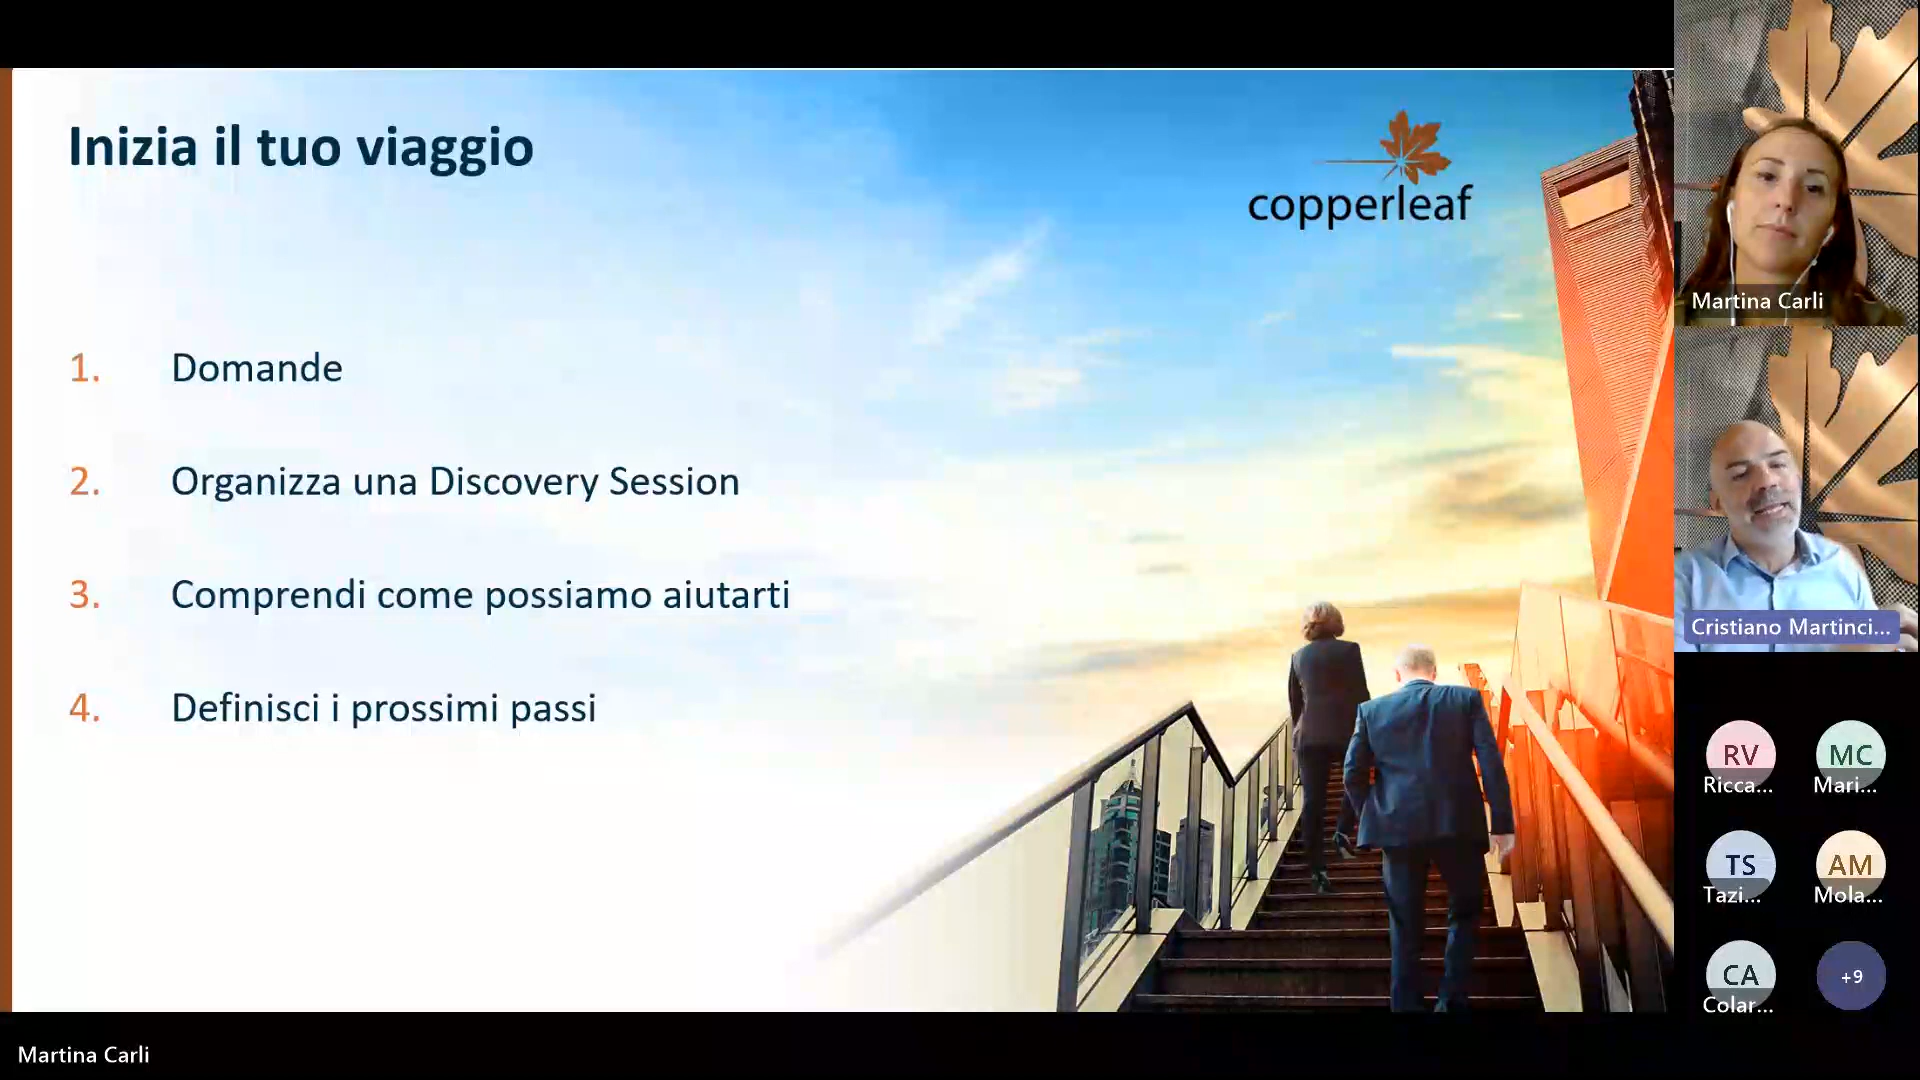 Inizia il tuo viaggio
copperleaf
1. Domande
2. Organizza una Discovery Session
3. Comprendi come possiamo aiutarti
4. Definisci i prossimi passi
Martina Carli
Cristiano Martinci...
RV
Ricca...
MC
Mari...
TS
Tazi...
AM
Mola...
CA
Colar...
+9
Martina Carli